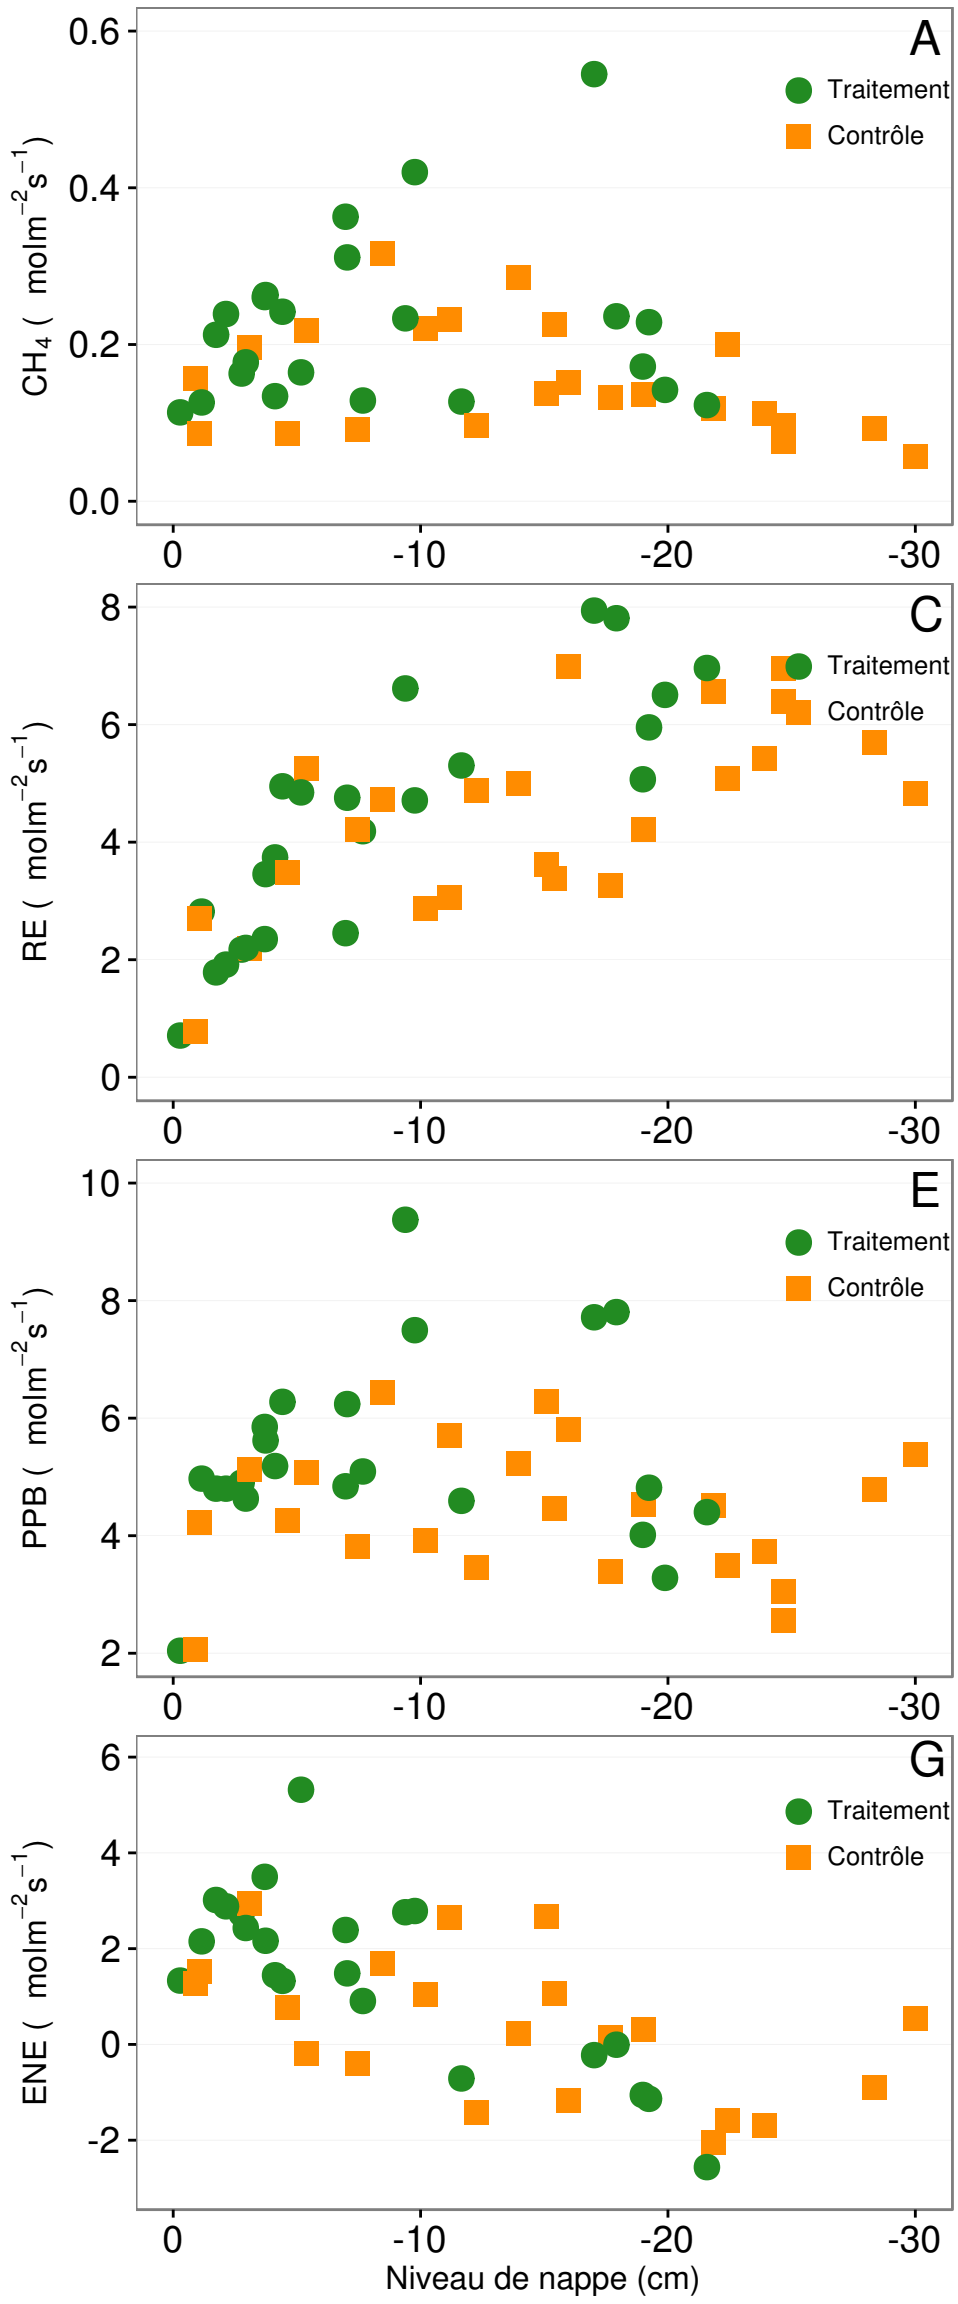 A
0.6
0.4
0.2
0.0
CH₄ ( molm⁻²s⁻¹)
Traitement
Contrôle
0 -10 -20 -30
C
8
6
4
2
0
RE ( molm⁻²s⁻¹)
Traitement
Contrôle
0 -10 -20 -30
E
10
8
6
4
2
PPB ( molm⁻²s⁻¹)
Traitement
Contrôle
0 -10 -20 -30
G
6
4
2
0
-2
ENE ( molm⁻²s⁻¹)
Traitement
Contrôle
0 -10 -20 -30
Niveau de nappe (cm)